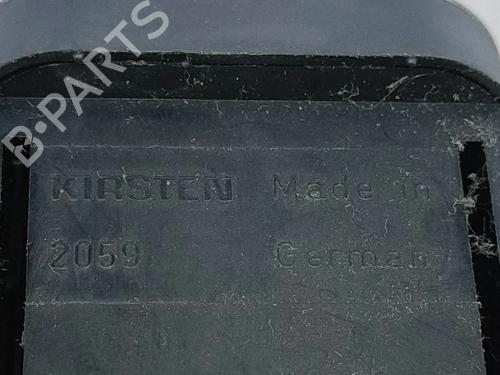 B-PARTS
KIRSTEN Made in
2059 Germany